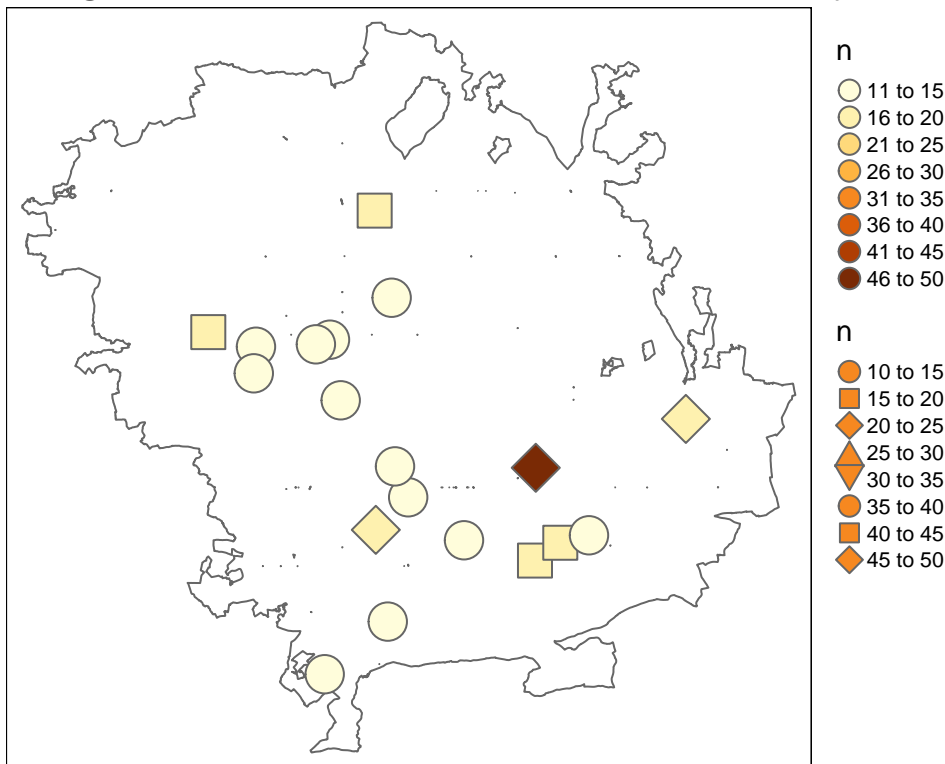 n
11 to 15
16 to 20
21 to 25
26 to 30
31 to 35
36 to 40
41 to 45
46 to 50
n
10 to 15
15 to 20
20 to 25
25 to 30
30 to 35
35 to 40
40 to 45
45 to 50